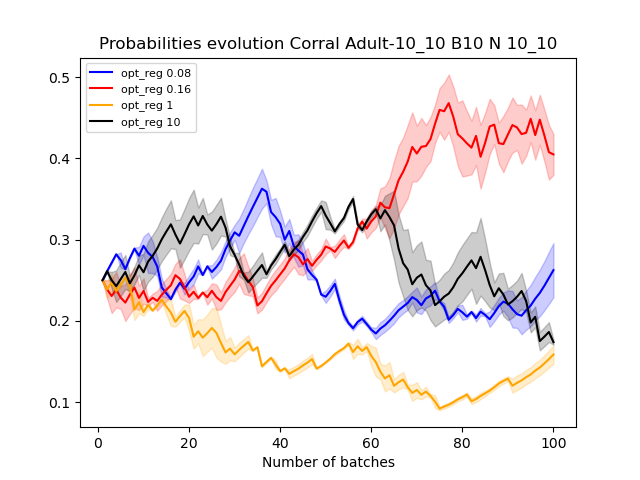 Probabilities evolution Corral Adult-10_10 B10 N 10_10
opt_reg 0.08
opt_reg 0.16
opt_reg 1
opt_reg 10
0.5
0.4
0.3
0.2
0.1
0 20 40 60 80 100
Number of batches